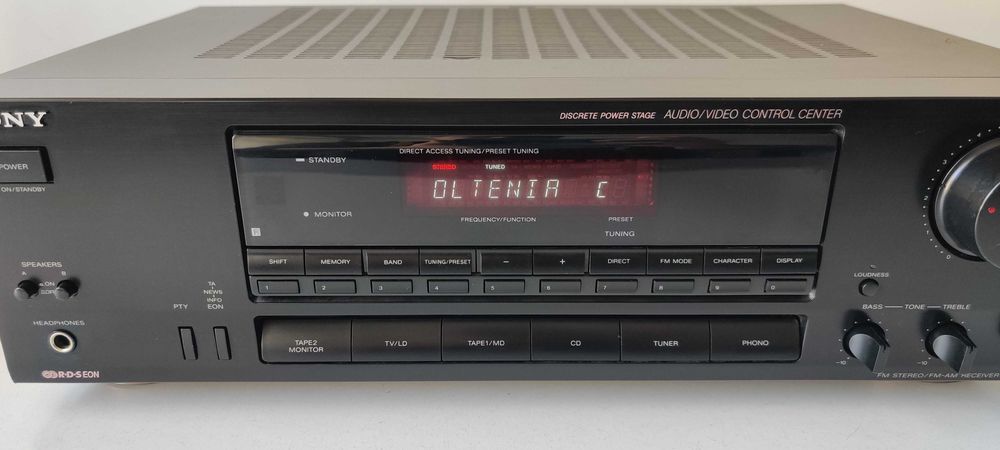 ONY
DISCRETE POWER STAGE AUDIO/VIDEO CONTROL CENTER
POWER
ON/STANDBY
DIRECT ACCESS TUNING/PRESET TUNING
STANDBY
STEREO TUNED
OLTENIA C
MONITOR
FREQUENCY/FUNCTION PRESET
TUNING
SHIFT MEMORY BAND TUNING/PRESET − + DIRECT FM MODE CHARACTER DISPLAY
1 2 3 4 5 6 7 8 9 0
SPEAKERS
A B
ON
LOUDNESS
BASS TONE TREBLE
-10 -10
TA
NEWS
INFO
PTY EON
HEADPHONES
TAPE2 MONITOR TV/LD TAPE1/MD CD TUNER PHONO
R·D·S EON
FM STEREO/FM-AM RECEIVER